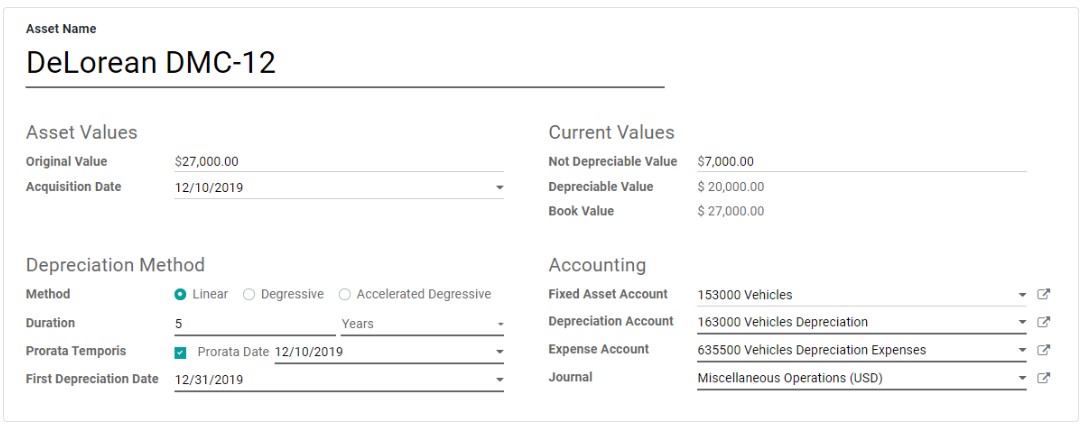 Asset Name
DeLorean DMC-12
Asset Values
Original Value $27,000.00
Acquisition Date 12/10/2019
Current Values
Not Depreciable Value $7,000.00
Depreciable Value $ 20,000.00
Book Value $ 27,000.00
Depreciation Method
Method Linear Degressive Accelerated Degressive
Duration 5 Years
Prorata Temporis Prorata Date 12/10/2019
First Depreciation Date 12/31/2019
Accounting
Fixed Asset Account 153000 Vehicles
Depreciation Account 163000 Vehicles Depreciation
Expense Account 635500 Vehicles Depreciation Expenses
Journal Miscellaneous Operations (USD)